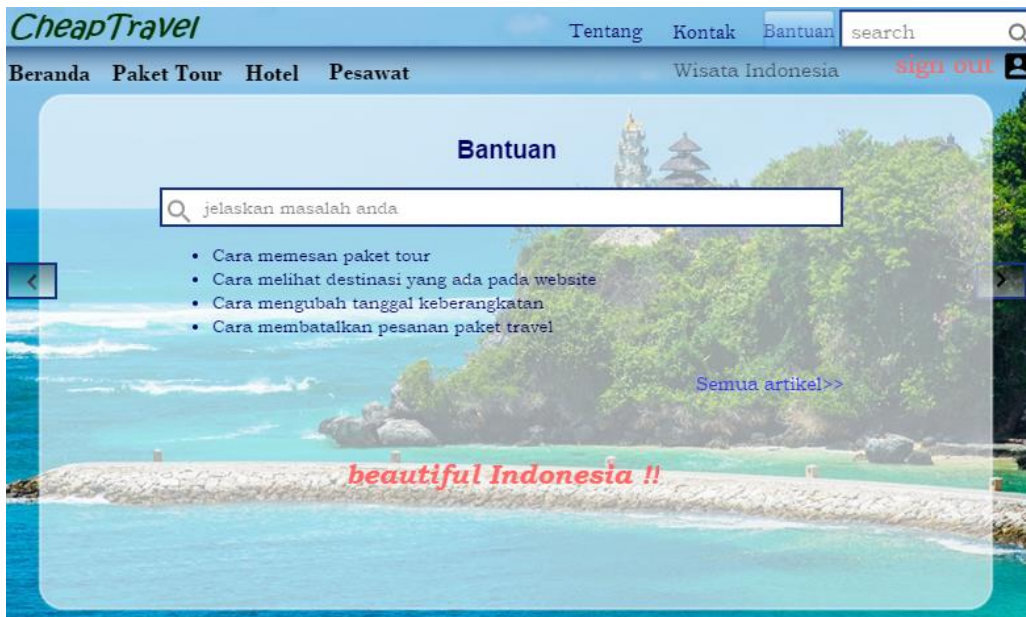 CheapTravel
Tentang Kontak Bantuan search
Beranda Paket Tour Hotel Pesawat Wisata Indonesia sign out
Bantuan
jelaskan masalah anda
Cara memesan paket tour
Cara melihat destinasi yang ada pada website
Cara mengubah tanggal keberangkatan
Cara membatalkan pesanan paket travel
Semua artikel>>
beautiful Indonesia !!